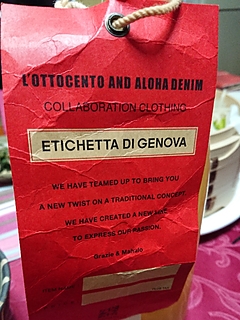 L'OTTOCENTO AND ALOHA DENIM
COLLABORATION CLOTHING
ETICHETTA DI GENOVA
WE HAVE TEAMED UP TO BRING YOU
A NEW TWIST ON A TRADITIONAL CONCEPT.
WE HAVE CREATED A NEW
TO EXPRESS OUR PASSION.
Grazie & Mahalo